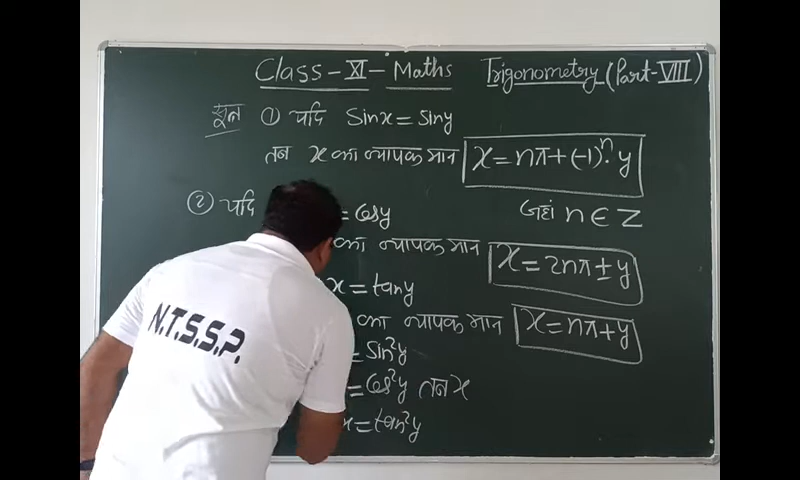 Class-XI-Maths Trigonometry (Part-VIII)
सूत्र ① यदि Sinx = Siny
तब x का व्यापक मान x = nπ + (-1)ⁿ. y
② यदि = Cosy जहां n ∈ Z
का व्यापक मान x = 2nπ ± y
x = tany
का व्यापक मान x = nπ + y
= Sin²y
= Cos²y तब x
x = tan²y
N.T.S.S.P.